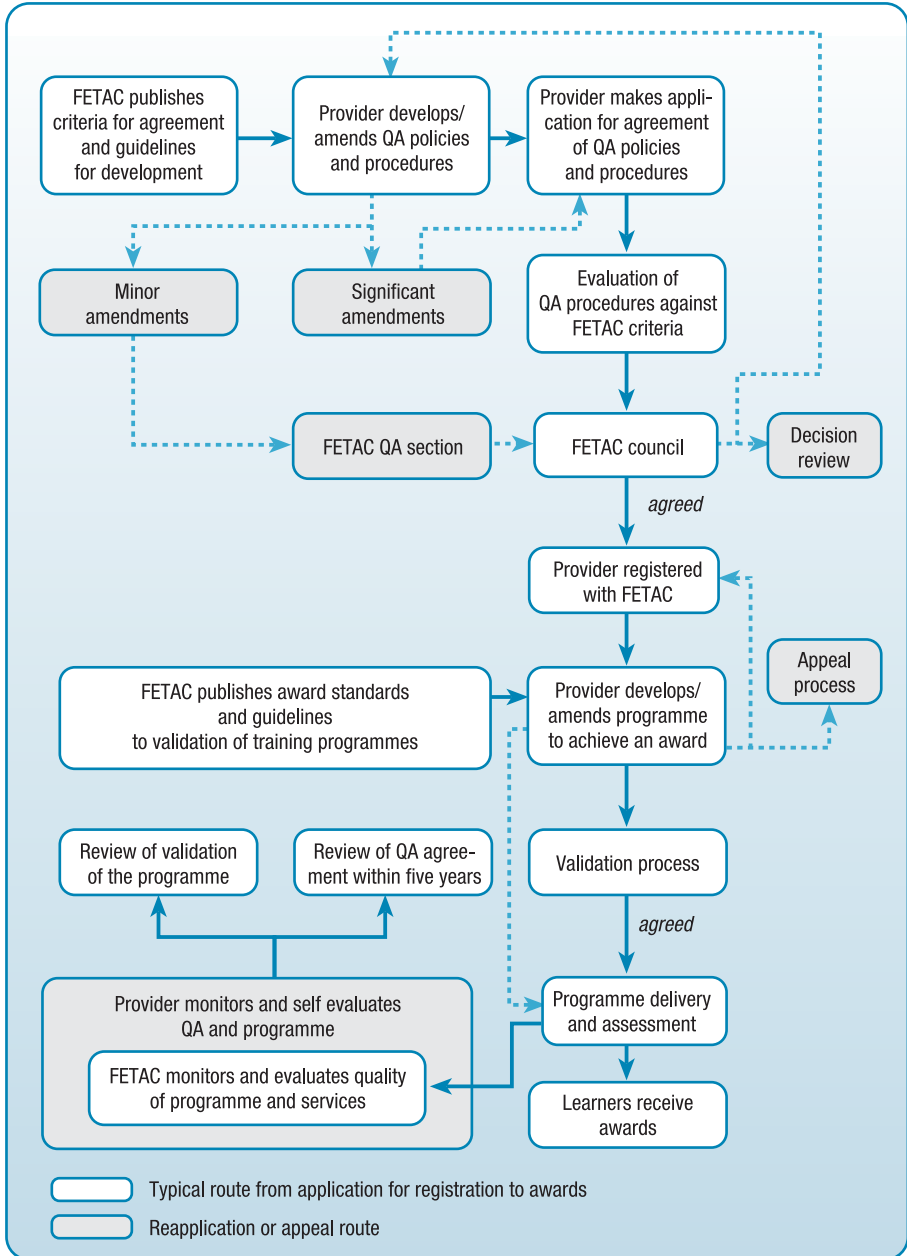 FETAC publishes
criteria for agreement
and guidelines
for development
Provider develops/
amends QA policies
and procedures
Provider makes appli-
cation for agreement
of QA policies
and procedures
Minor
amendments
Significant
amendments
Evaluation of
QA procedures against
FETAC criteria
FETAC QA section
FETAC council
Decision
review
agreed
Provider registered
with FETAC
FETAC publishes award standards
and guidelines
to validation of training programmes
Provider develops/
amends programme
to achieve an award
Appeal
process
Review of validation
of the programme
Review of QA agree-
ment within five years
Validation process
agreed
Provider monitors and self evaluates
QA and programme
FETAC monitors and evaluates quality
of programme and services
Programme delivery
and assessment
Learners receive
awards
Typical route from application for registration to awards
Reapplication or appeal route